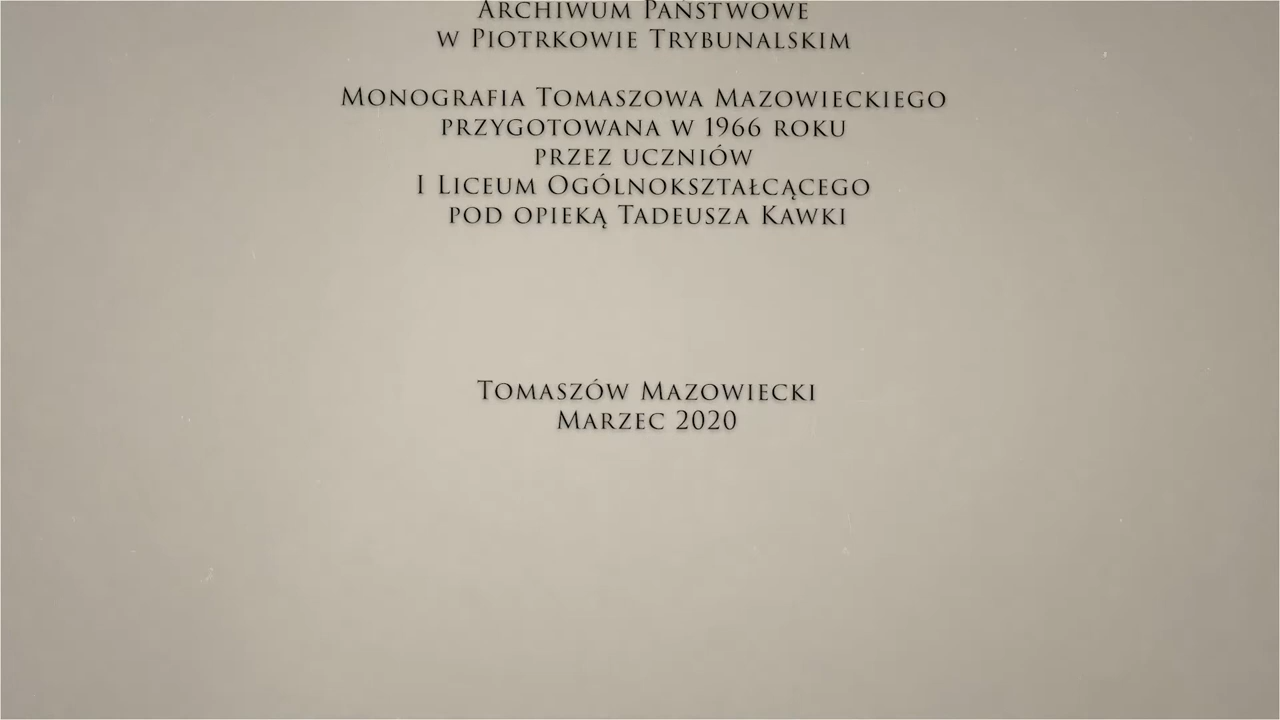 Archiwum Państwowe
w Piotrkowie Trybunalskim
Monografia Tomaszowa Mazowieckiego
przygotowana w 1966 roku
przez uczniów
I Liceum Ogólnokształcącego
pod opieką Tadeusza Kawki
Tomaszów Mazowiecki
Marzec 2020